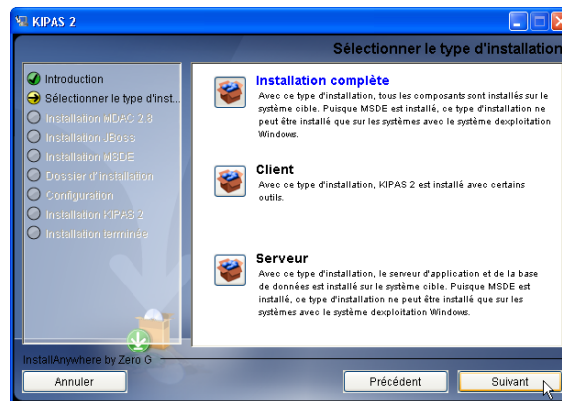 KIPAS 2
Sélectionner le type d'installation
Introduction
Sélectionner le type d'inst...
Installation MDAC 2.8
Installation JBoss
Installation MSDE
Dossier d'installation
Configuration
Installation KIPAS 2
Installation terminée
Installation complète
Avec ce type d'installation, tous les composants sont installés sur le
système cible. Puisque MSDE est installé, ce type d'installation ne
peut être installé que sur les systèmes avec le système dexploitation
Windows.
Client
Avec ce type d'installation, KIPAS 2 est installé avec certains
outils.
Serveur
Avec ce type d'installation, le serveur d'application et de la base
de données est installé sur le système cible. Puisque MSDE est
installé, ce type d'installation ne peut être installé que sur les
systèmes avec le système dexploitation Windows.
InstallAnywhere by Zero G
Annuler
Précédent
Suivant